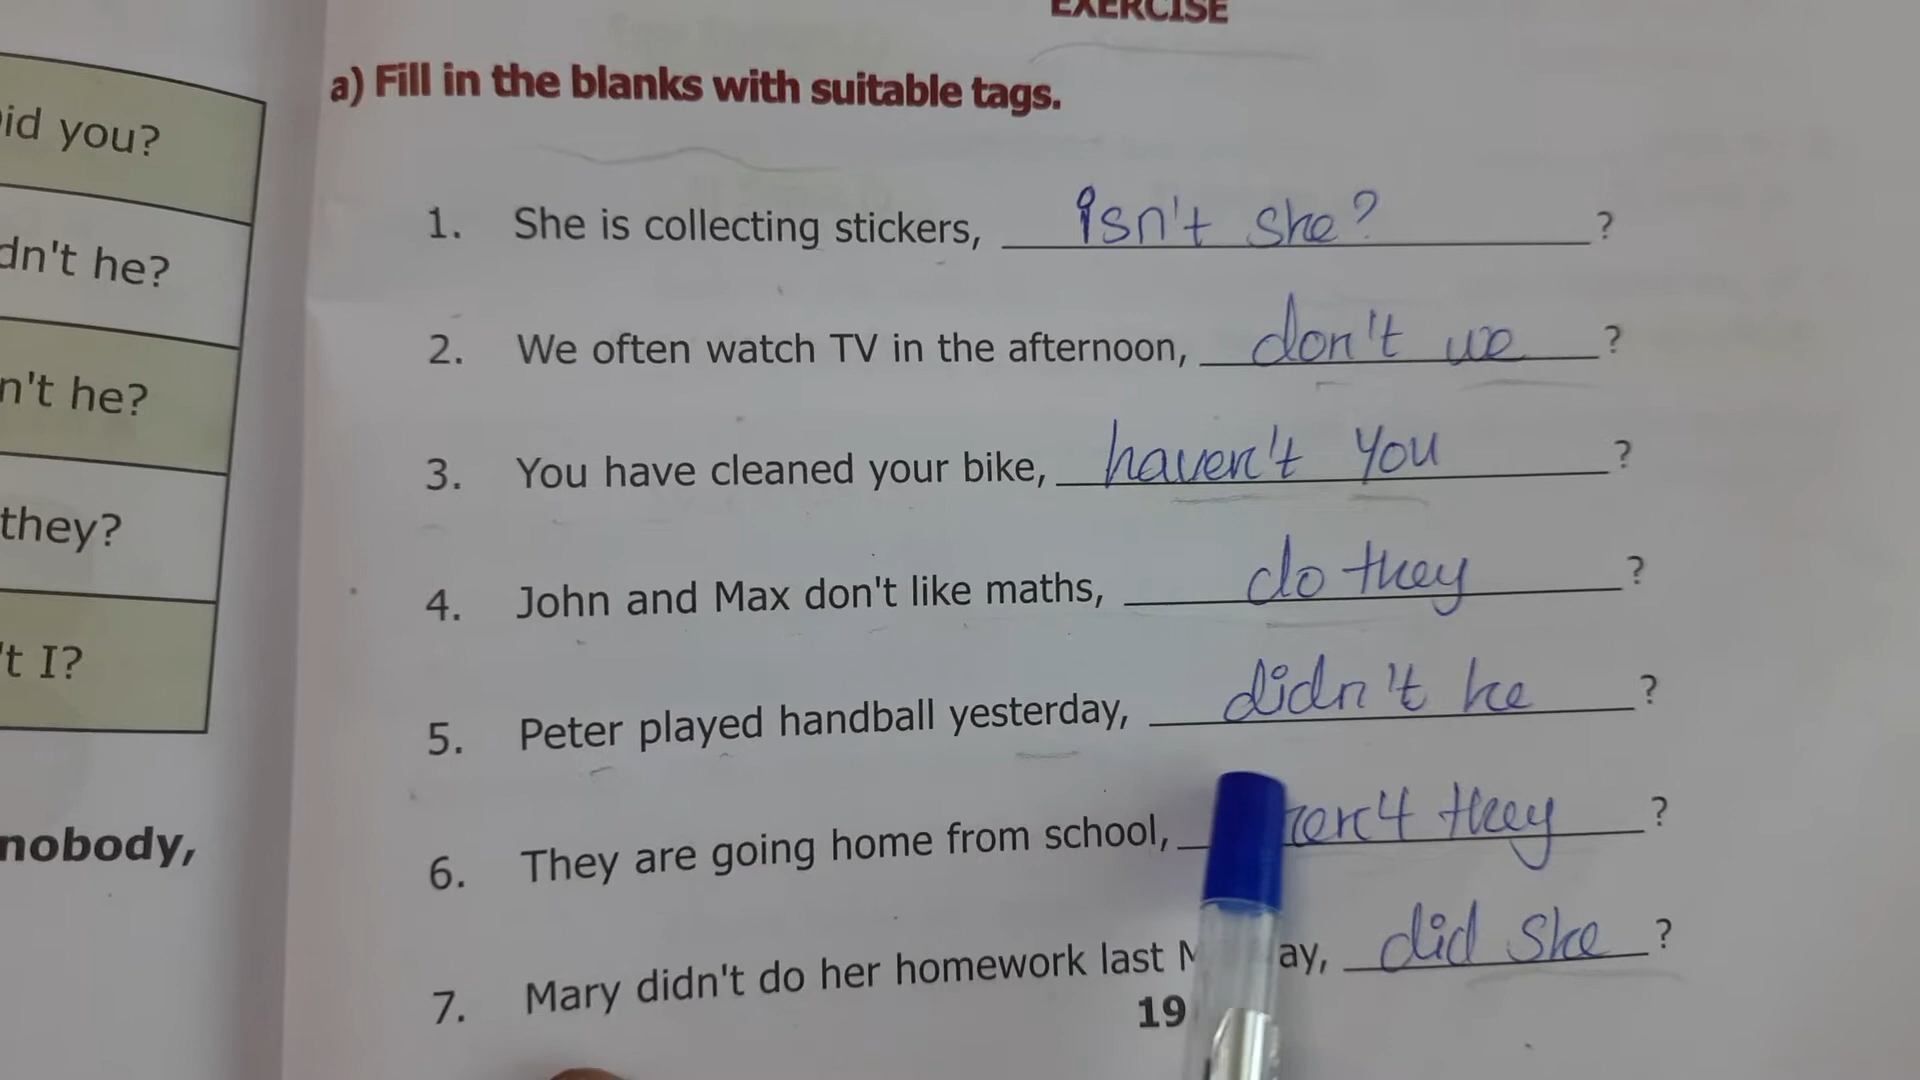 EXERCISE
id you?
dn't he?
n't he?
they?
't I?
nobody,
a) Fill in the blanks with suitable tags.
1. She is collecting stickers, isn't she? ?
2. We often watch TV in the afternoon, don't we ?
3. You have cleaned your bike, haven't you ?
4. John and Max don't like maths, do they ?
5. Peter played handball yesterday, didn't he ?
6. They are going home from school, they ?
7. Mary didn't do her homework last ay, did she ?
19